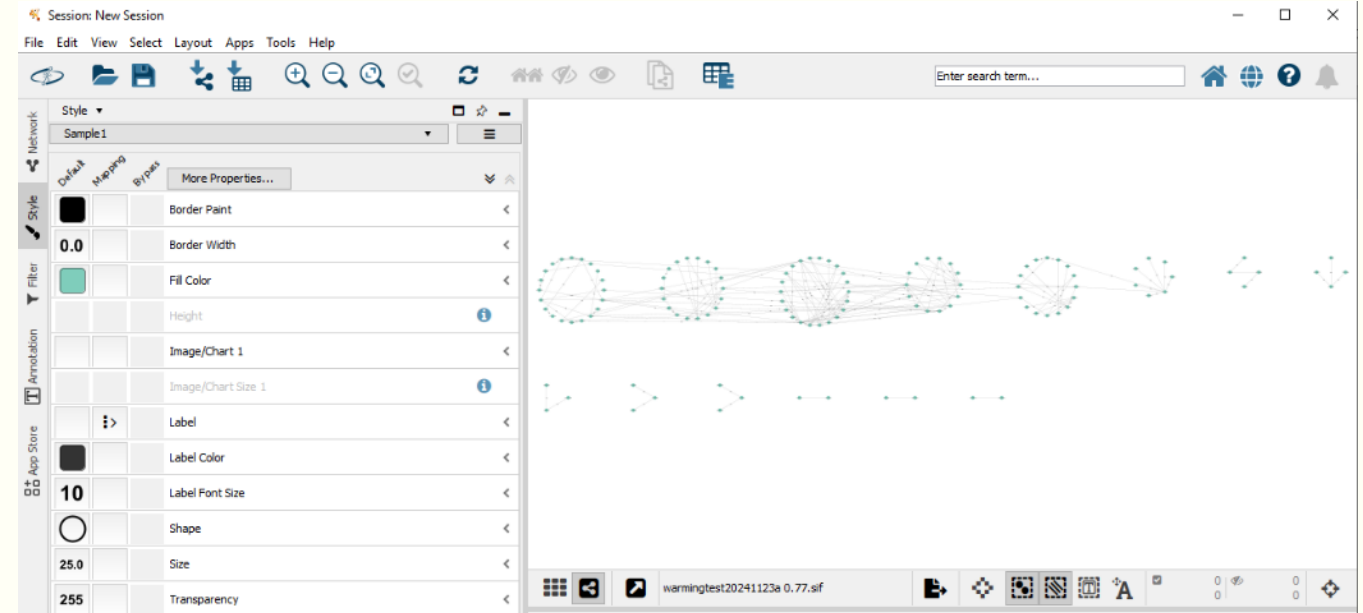 Session: New Session
File Edit View Select Layout Apps Tools Help
Enter search term...
Network
Style
Filter
Annotation
App Store
Style
Sample1
Default Mapping Bypass
More Properties...
Border Paint
0.0 Border Width
Fill Color
Height
Image/Chart 1
Image/Chart Size 1
Label
Label Color
10 Label Font Size
Shape
25.0 Size
255 Transparency
warmingtest20241123a 0.77.sif
A
0 0
0 0